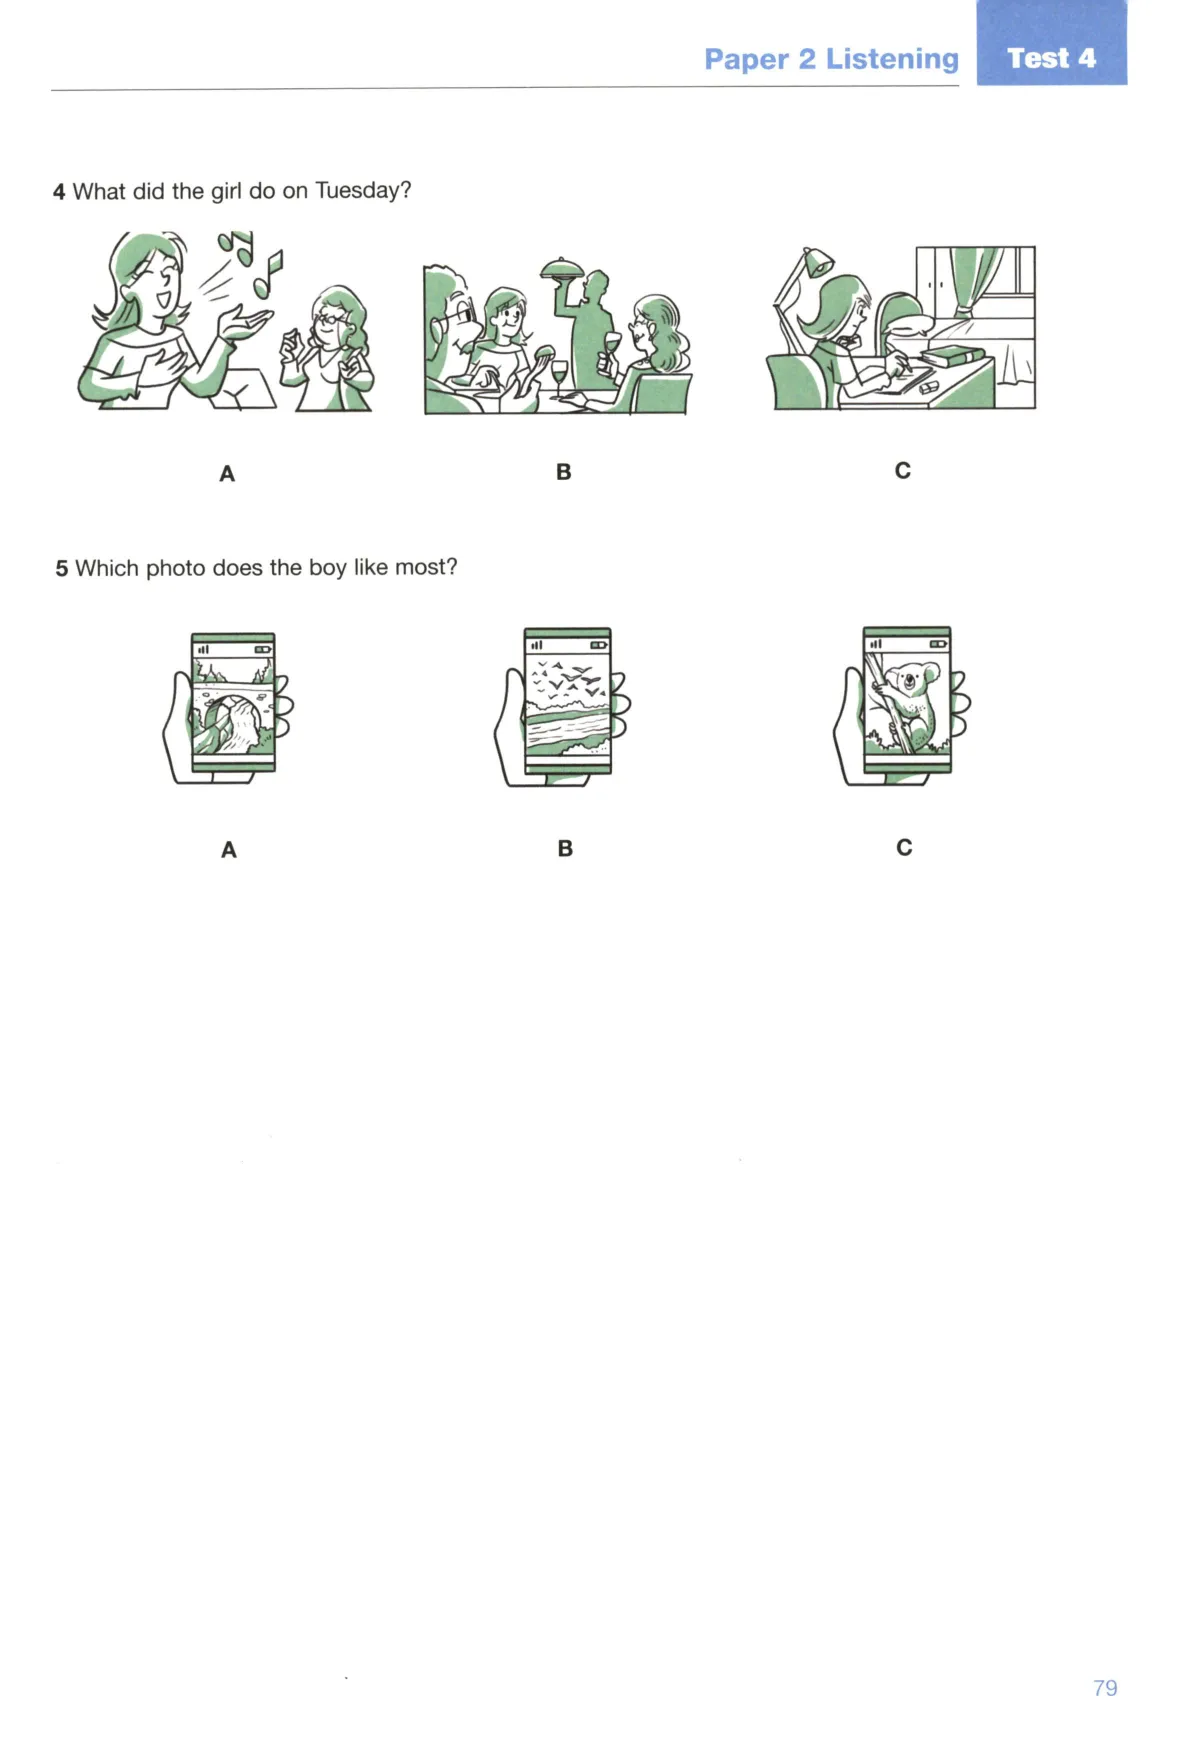 Paper 2 Listening Test 4
4 What did the girl do on Tuesday?
A B C
5 Which photo does the boy like most?
A B C
79